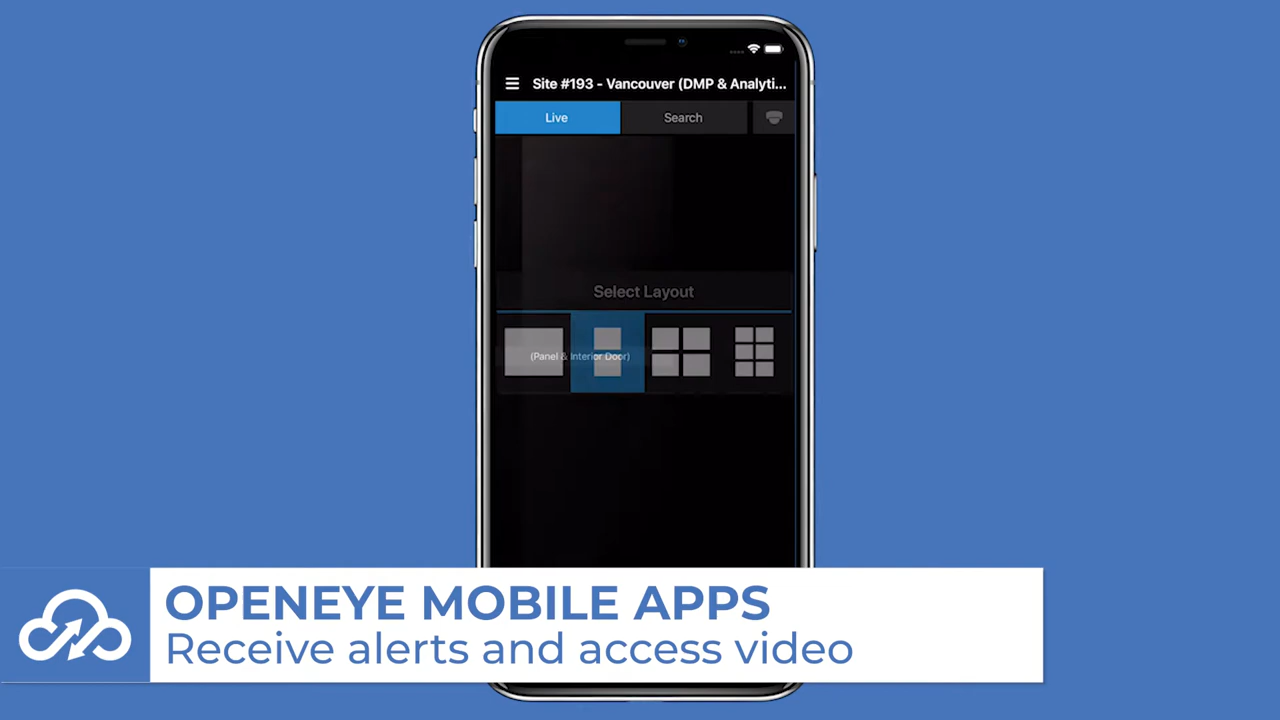 Site #193 - Vancouver (DMP & Analyti...
Live
Search
Select Layout
(Panel & Interior Door)
OPENEYE MOBILE APPS
Receive alerts and access video